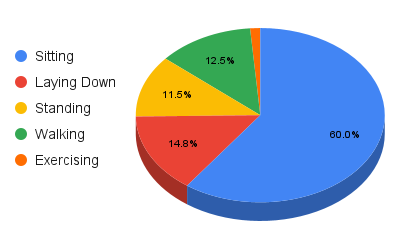 Sitting
Laying Down
Standing
Walking
Exercising
12.5%
11.5%
14.8%
60.0%